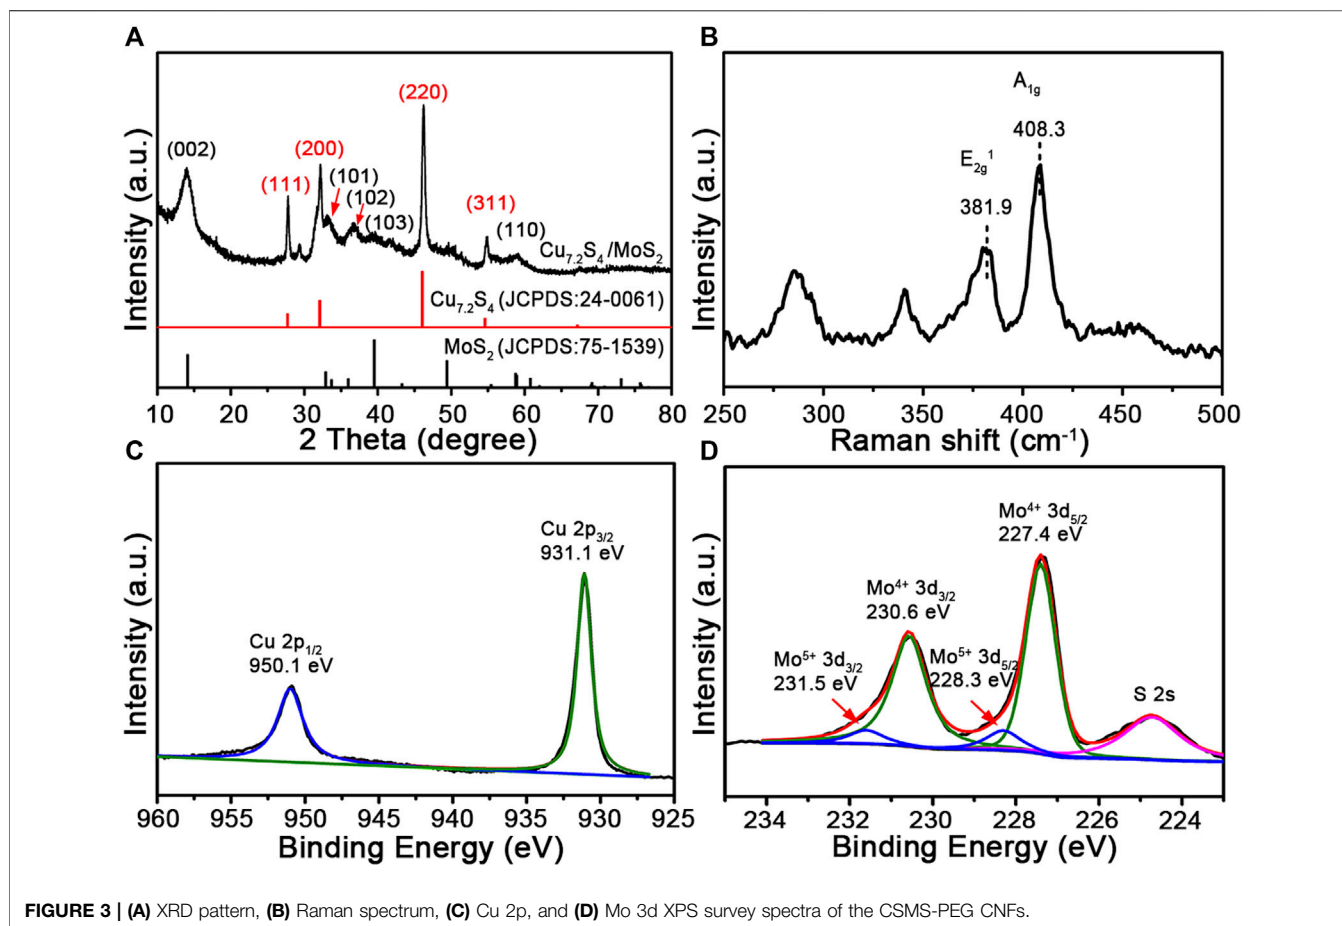 A
Intensity (a.u.)
(002)
(111)
(200)
(101)
(102)
(103)
(220)
(311)
(110)
Cu7.2S4/MoS2
Cu7.2S4 (JCPDS:24-0061)
MoS2 (JCPDS:75-1539)
10 20 30 40 50 60 70 80
2 Theta (degree)
B
Intensity (a.u.)
A1g
408.3
E2g1
381.9
250 300 350 400 450 500
Raman shift (cm-1)
C
Intensity (a.u.)
Cu 2p3/2
931.1 eV
Cu 2p1/2
950.1 eV
960 955 950 945 940 935 930 925
Binding Energy (eV)
D
Intensity (a.u.)
Mo4+ 3d5/2
227.4 eV
Mo4+ 3d3/2
230.6 eV
Mo5+ 3d3/2
231.5 eV
Mo5+ 3d5/2
228.3 eV
S 2s
234 232 230 228 226 224
Binding Energy (eV)
FIGURE 3 | (A) XRD pattern, (B) Raman spectrum, (C) Cu 2p, and (D) Mo 3d XPS survey spectra of the CSMS-PEG CNFs.